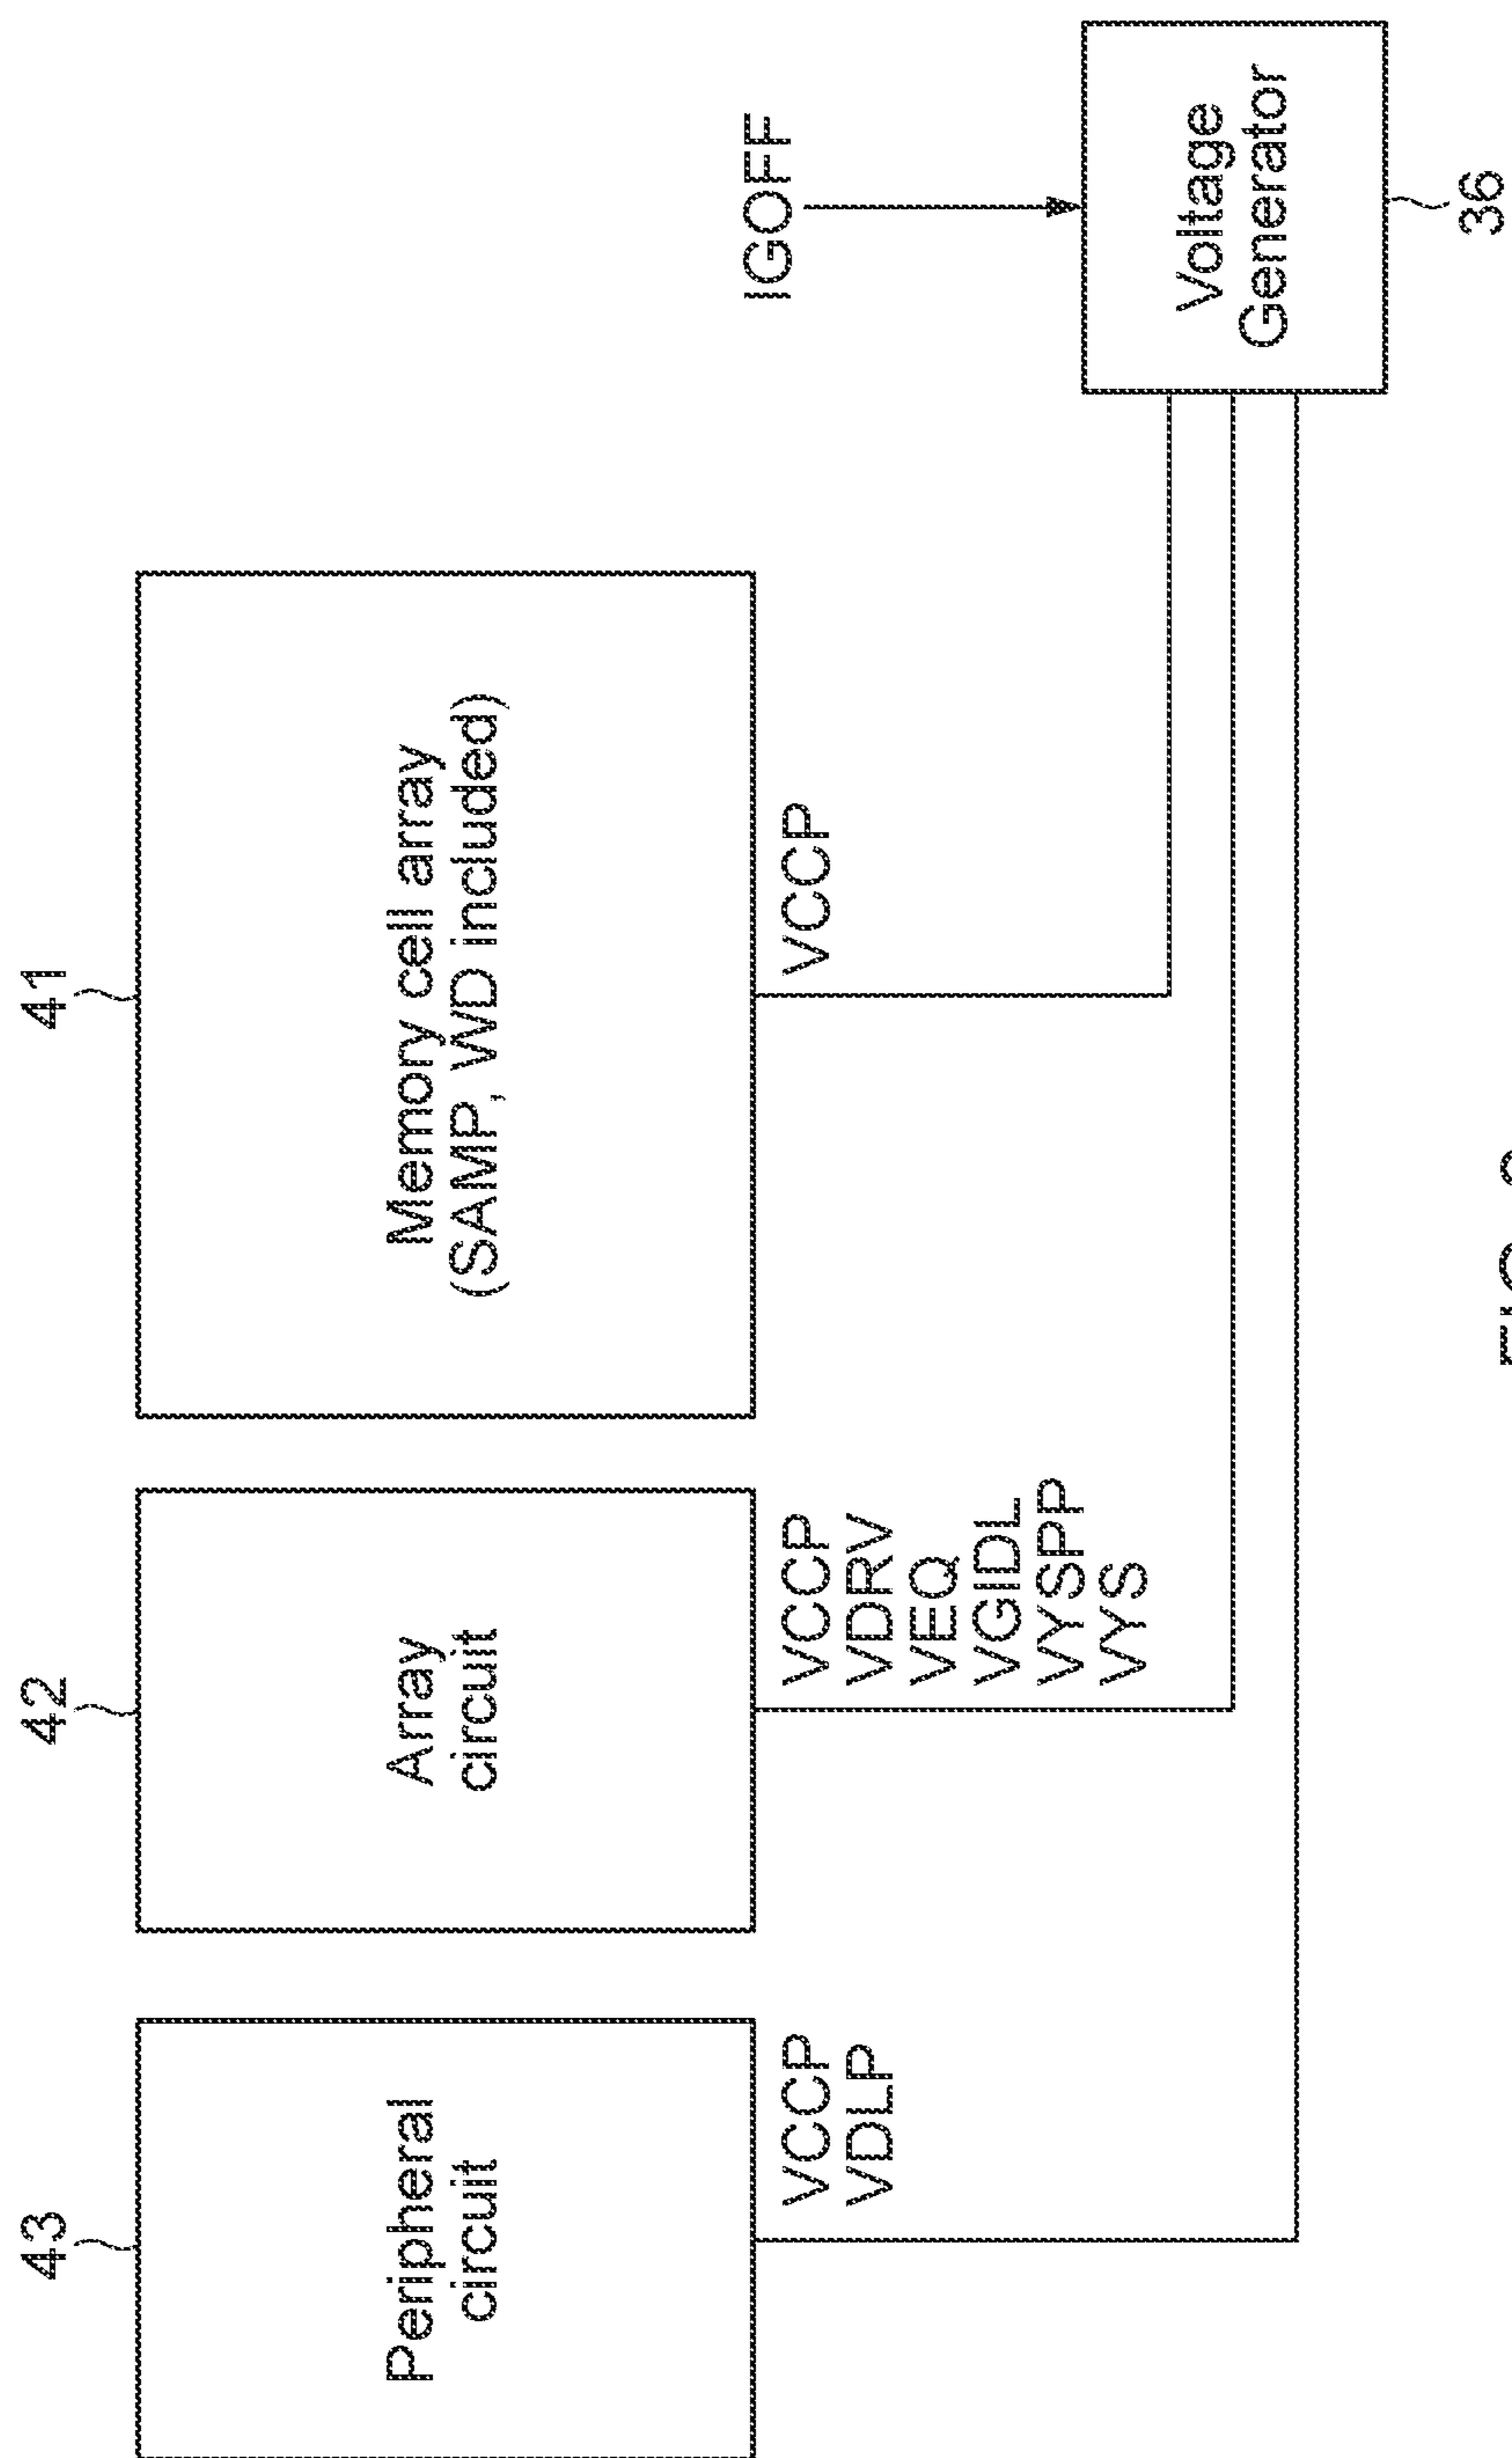 43
42
41
Peripheral
circuit
Array
circuit
Memory cell array
(SAMP, WD included)
VCCP
VDLP
VCCP
VDRV
VEQ
VGIDL
VYSPP
VYS
VCCP
IGOFF
Voltage
Generator
36